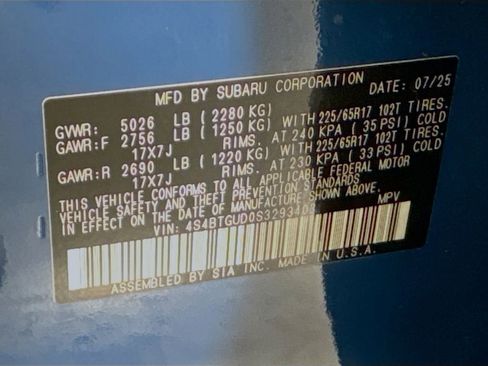 MFD BY SUBARU CORPORATION DATE: 07/25
GVWR: 5026 LB (2280 KG)
GAWR:F 2756 LB (1250 KG) WITH 225/65R17 102T TIRES.
17X7J RIMS. AT 240 KPA (35 PSI) COLD
GAWR:R 2690 LB (1220 KG) WITH 225/65R17 102T TIRES.
17X7J RIMS. AT 230 KPA (33 PSI) COLD
THIS VEHICLE CONFORMS TO ALL APPLICABLE FEDERAL MOTOR
VEHICLE SAFETY AND THEFT PREVENTION STANDARDS
IN EFFECT ON THE DATE OF MANUFACTURE SHOWN ABOVE.
VIN: MPV
ASSEMBLED BY SIA INC. MADE IN U.S.A.